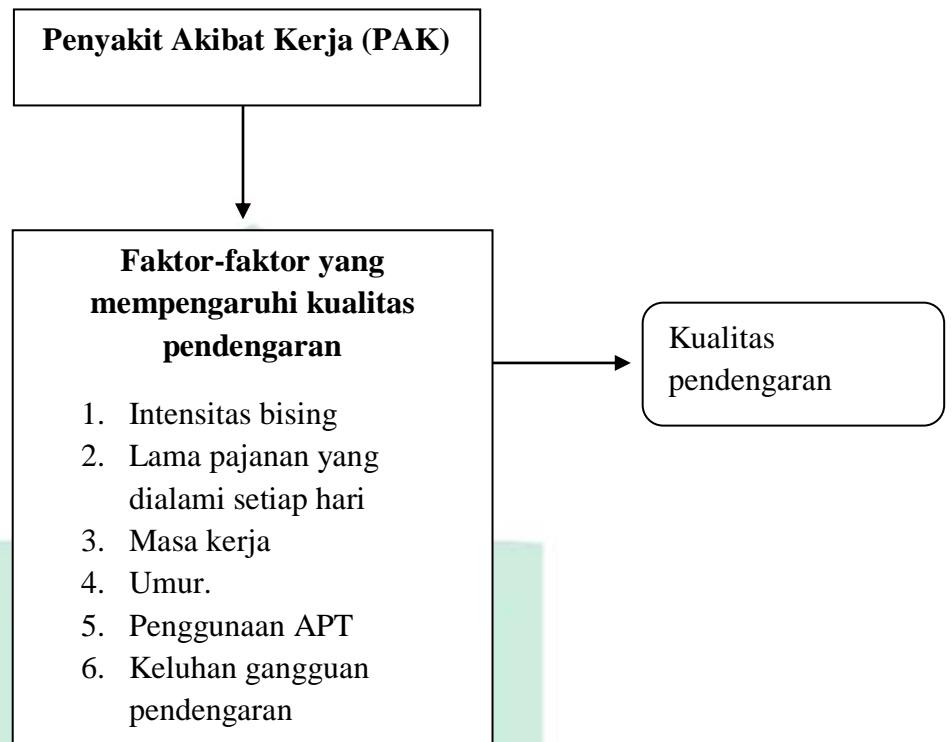 Penyakit Akibat Kerja (PAK)
Faktor-faktor yang
mempengaruhi kualitas
pendengaran
1. Intensitas bising
2. Lama pajanan yang
dialami setiap hari
3. Masa kerja
4. Umur.
5. Penggunaan APT
6. Keluhan gangguan
pendengaran
Kualitas
pendengaran